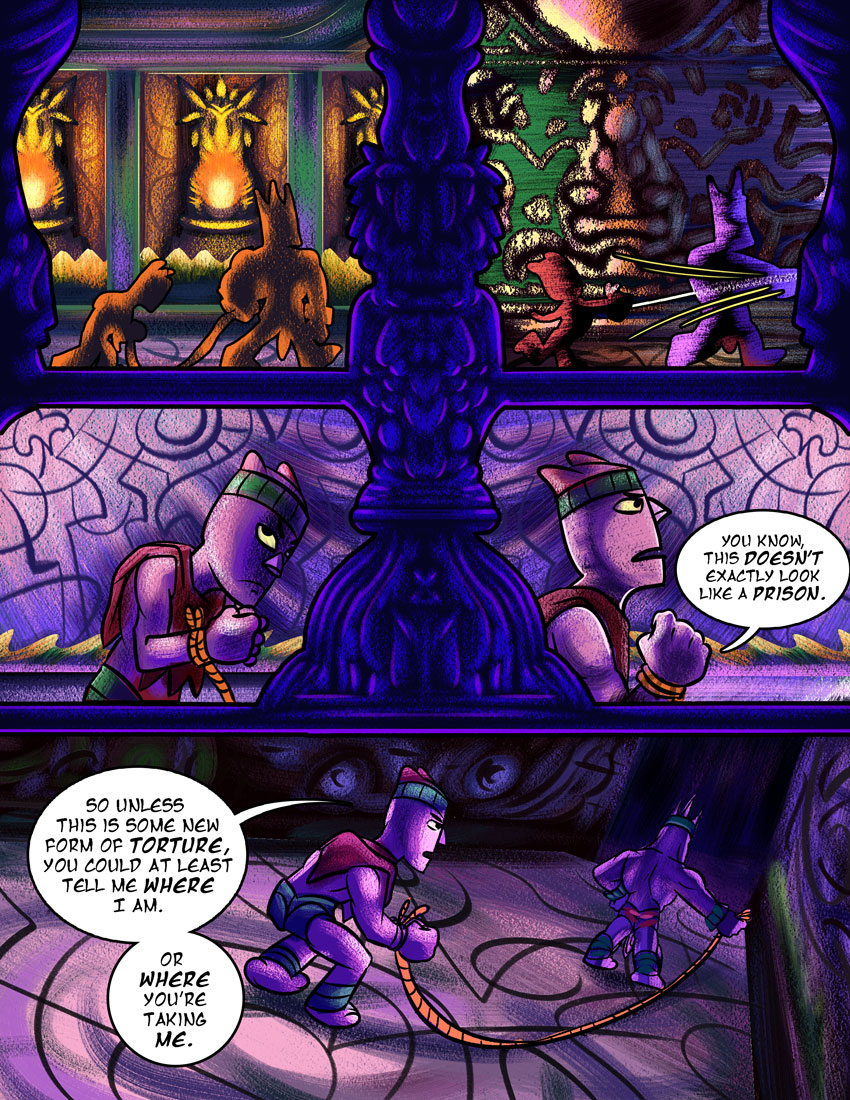 YOU KNOW,
THIS DOESN'T
EXACTLY LOOK
LIKE A PRISON.
SO UNLESS
THIS IS SOME NEW
FORM OF TORTURE,
YOU COULD AT LEAST
TELL ME WHERE
I AM.
OR
WHERE
YOU'RE
TAKING
ME.